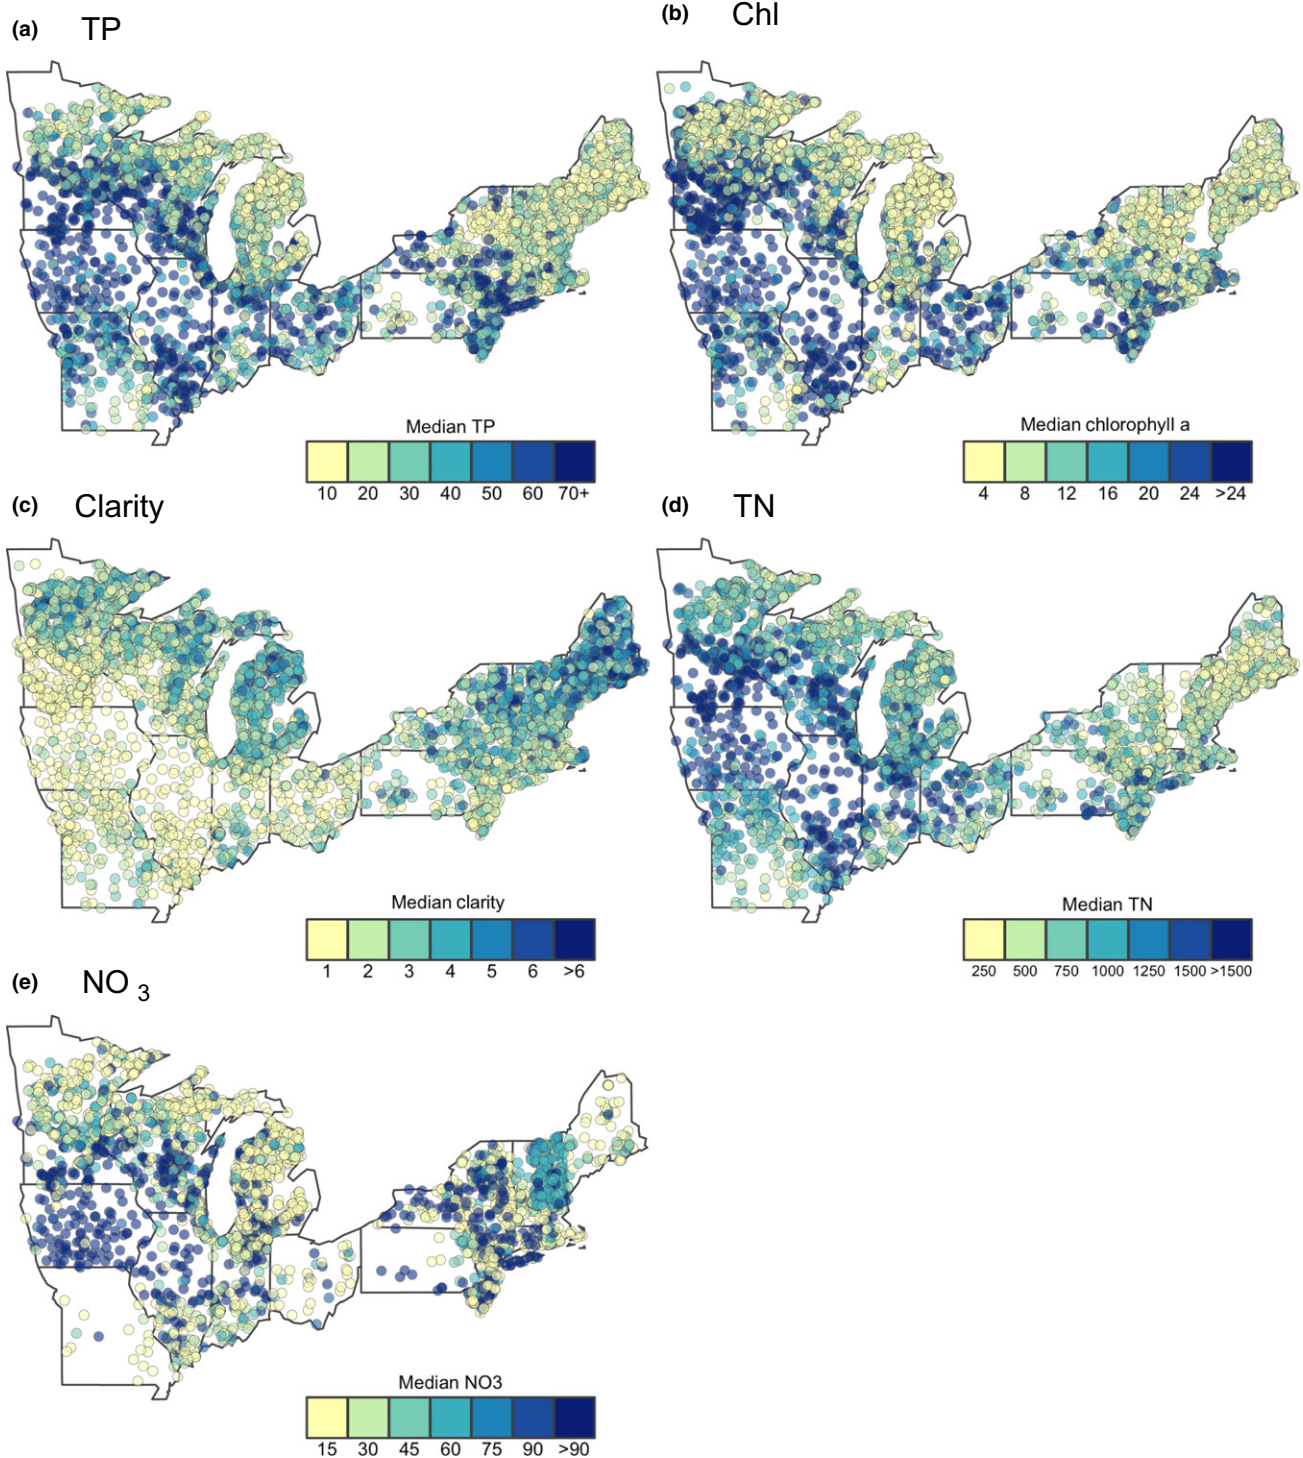 (a) TP
(b) Chl
Median TP
10 20 30 40 50 60 70+
Median chlorophyll a
4 8 12 16 20 24 >24
(c) Clarity
(d) TN
Median clarity
1 2 3 4 5 6 >6
Median TN
250 500 750 1000 1250 1500 >1500
(e) NO 3
Median NO3
15 30 45 60 75 90 >90